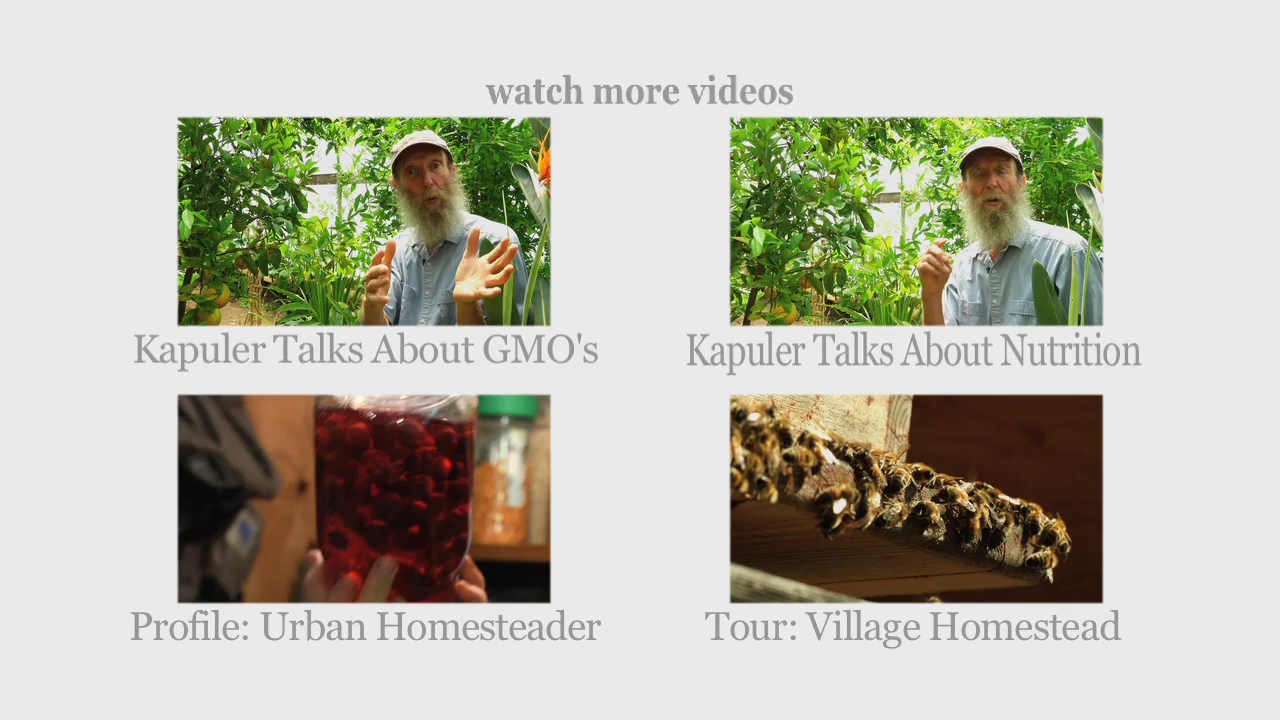 watch more videos
Kapuler Talks About GMO's
Kapuler Talks About Nutrition
Profile: Urban Homesteader
Tour: Village Homestead